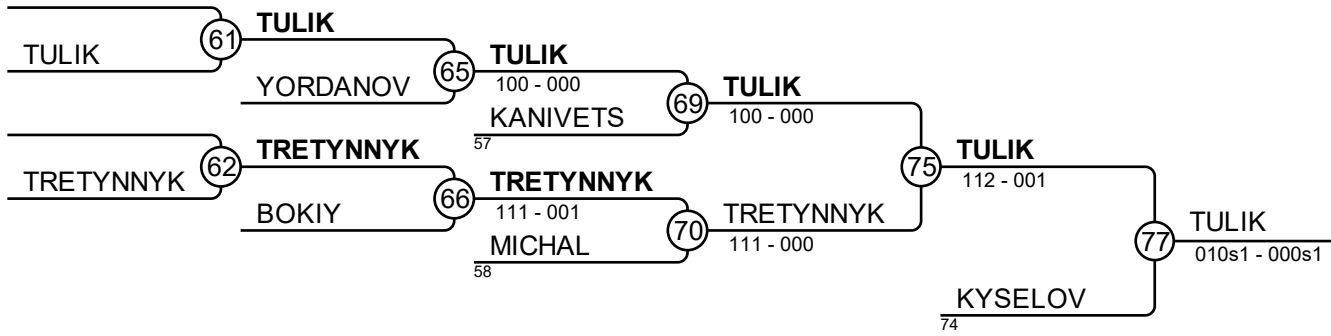 TULIK
61
TULIK
YORDANOV
65
TULIK
100 - 000
KANIVETS
57
69
TULIK
100 - 000
TRETYNNYK
62
TRETYNNYK
BOKIY
66
TRETYNNYK
111 - 001
MICHAL
58
70
TRETYNNYK
111 - 000
75
TULIK
112 - 001
KYSELOV
74
77
TULIK
010s1 - 000s1